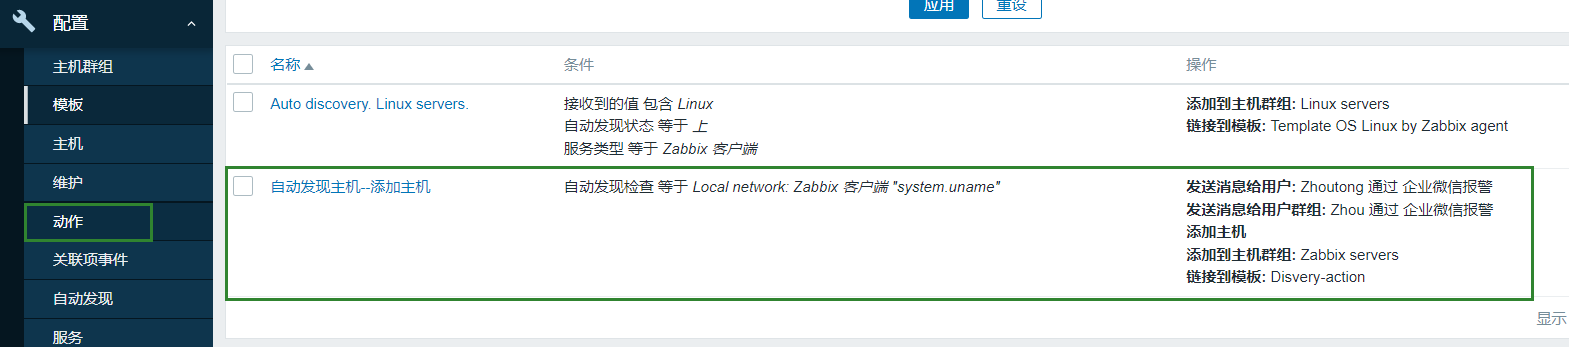 配置
主机群组
模板
主机
维护
动作
关联项事件
自动发现
服务
应用 重设
名称 条件 操作
Auto discovery. Linux servers.
接收到的值 包含 Linux
自动发现状态 等于 上
服务类型 等于 Zabbix 客户端
添加到主机群组: Linux servers
链接到模板: Template OS Linux by Zabbix agent
自动发现主机--添加主机
自动发现检查 等于 Local network: Zabbix 客户端 "system.uname"
发送消息给用户: Zhoutong 通过 企业微信报警
发送消息给用户群组: Zhou 通过 企业微信报警
添加主机
添加到主机群组: Zabbix servers
链接到模板: Disvery-action
显示